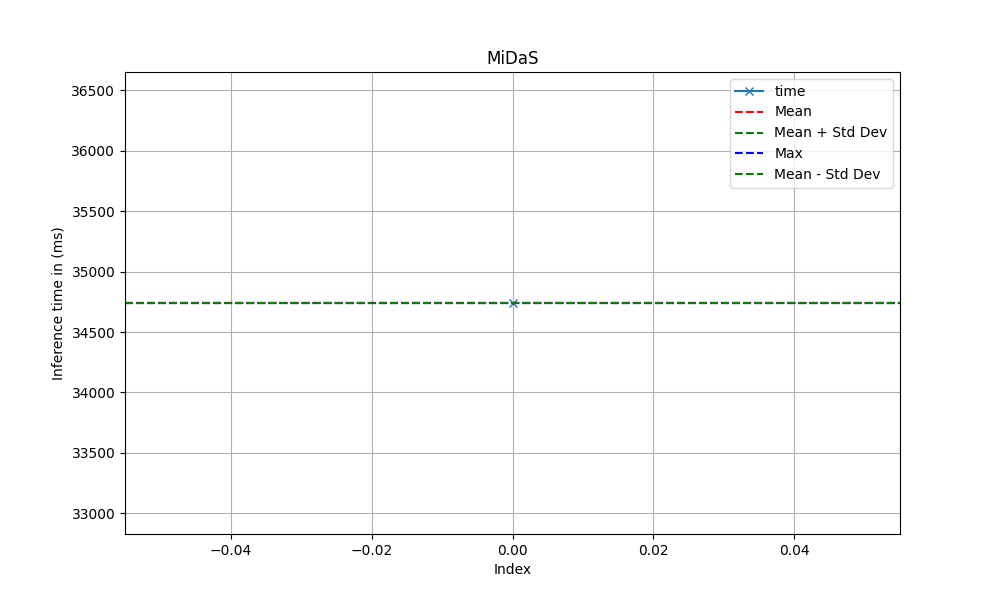 MiDaS
36500
36000
35500
35000
34500
34000
33500
33000
Inference time in (ms)
time
Mean
Mean + Std Dev
Max
Mean - Std Dev
−0.04 −0.02 0.00 0.02 0.04
Index